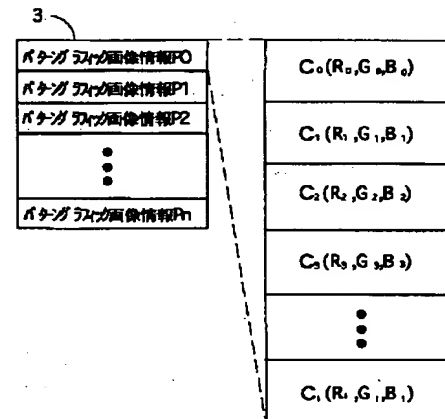 3
パターングラフィック画像情報P0
パターングラフィック画像情報P1
パターングラフィック画像情報P2
パターングラフィック画像情報Pn
C₀(R₀,G₀,B₀)
C₁(R₁,G₁,B₁)
C₂(R₂,G₂,B₂)
C₃(R₃,G₃,B₃)
Cᵢ(Rᵢ,Gᵢ,Bᵢ)